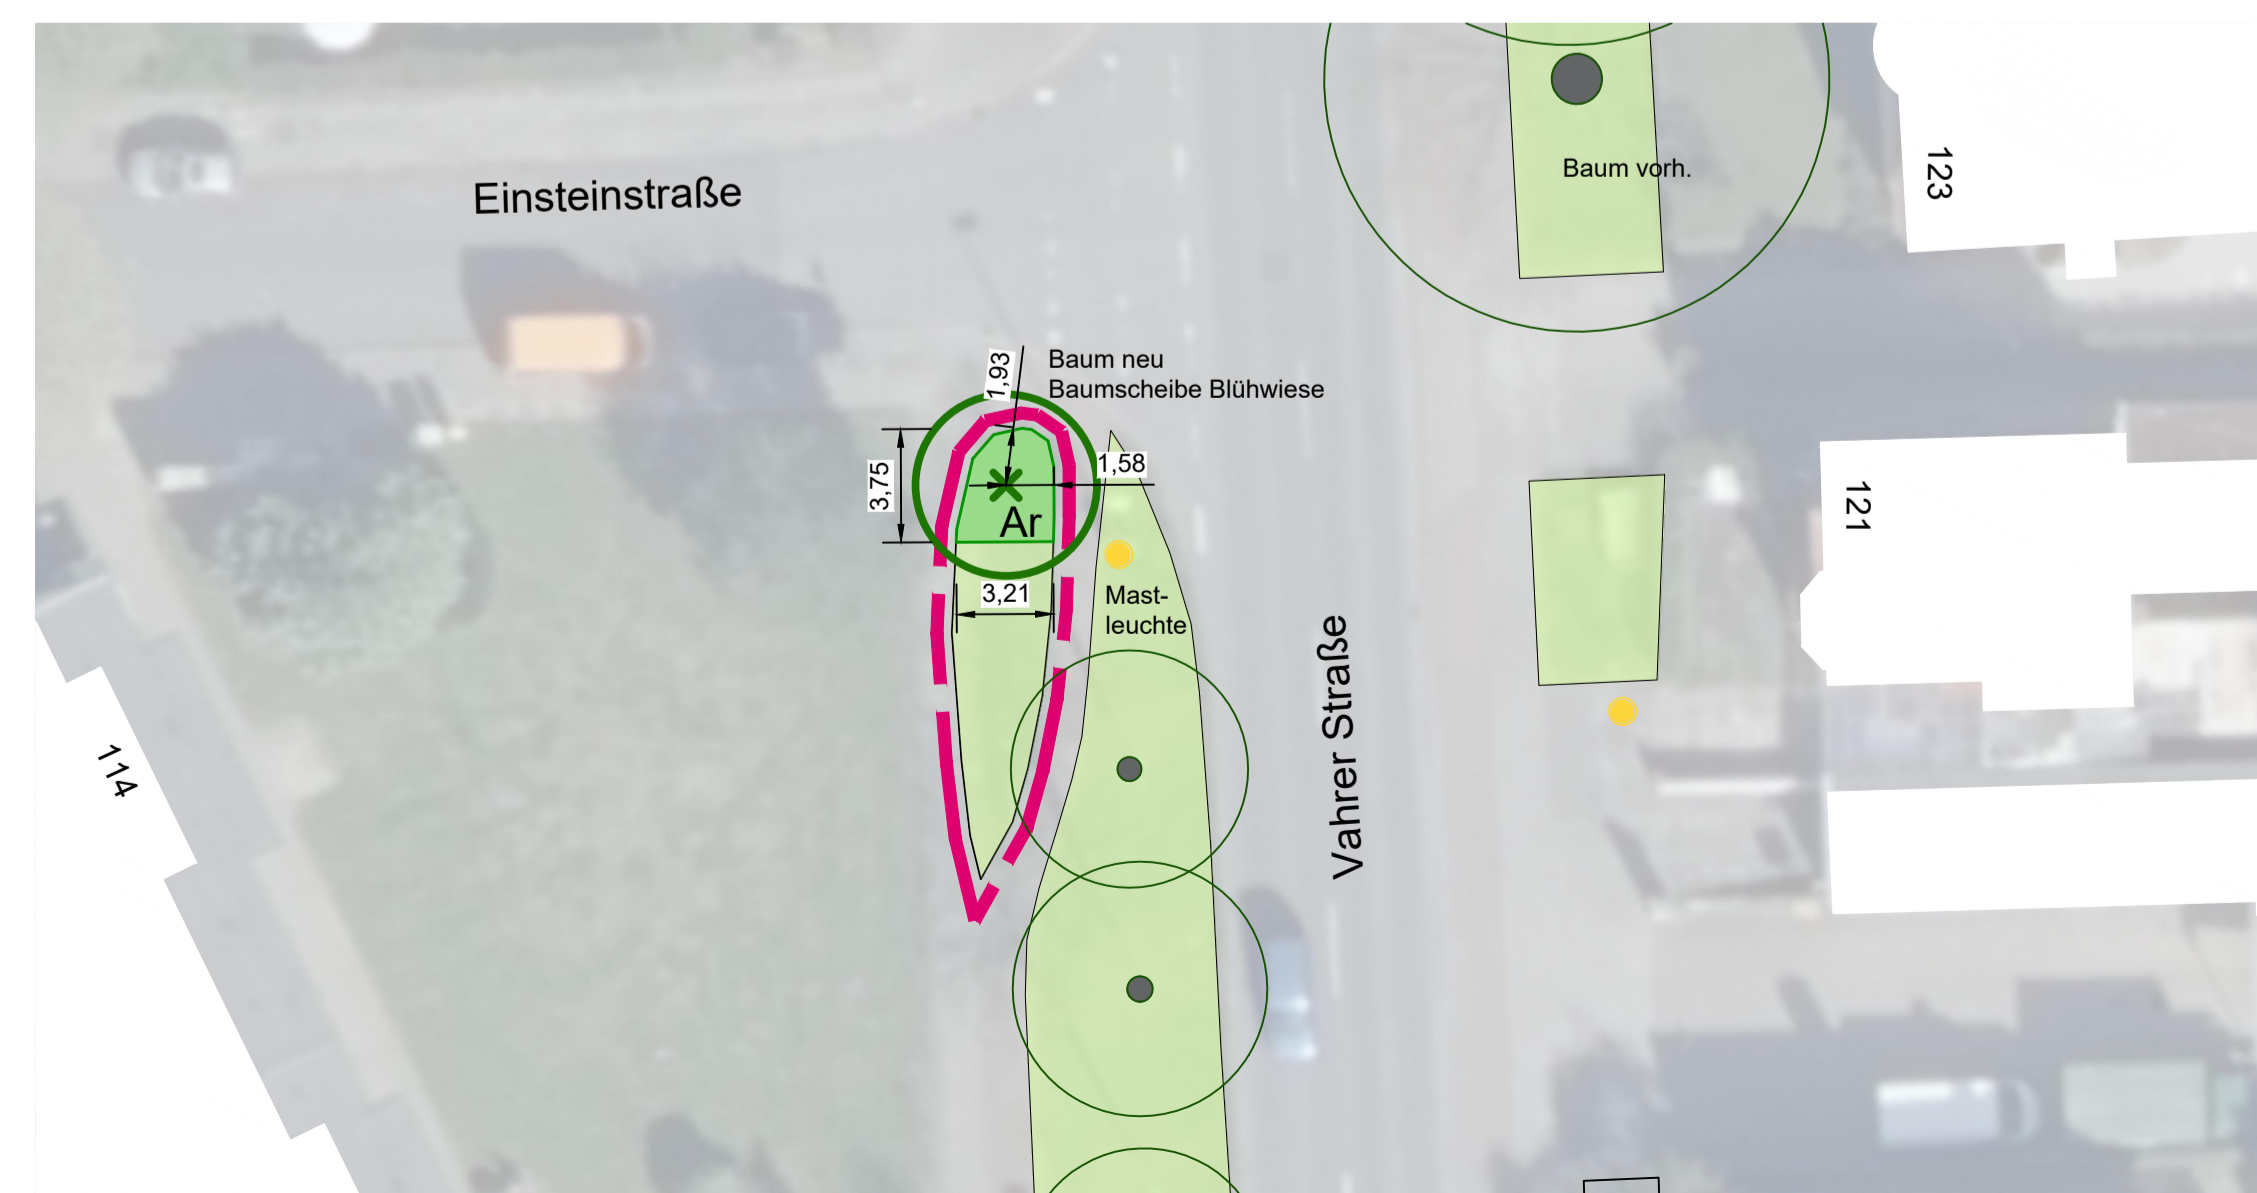 Einsteinstraße
Baum vorh.
123
1,93
Baum neu
Baumscheibe Blühwiese
3,75
1,58
Ar
121
3,21
Mast-
leuchte
Vahrer Straße
114